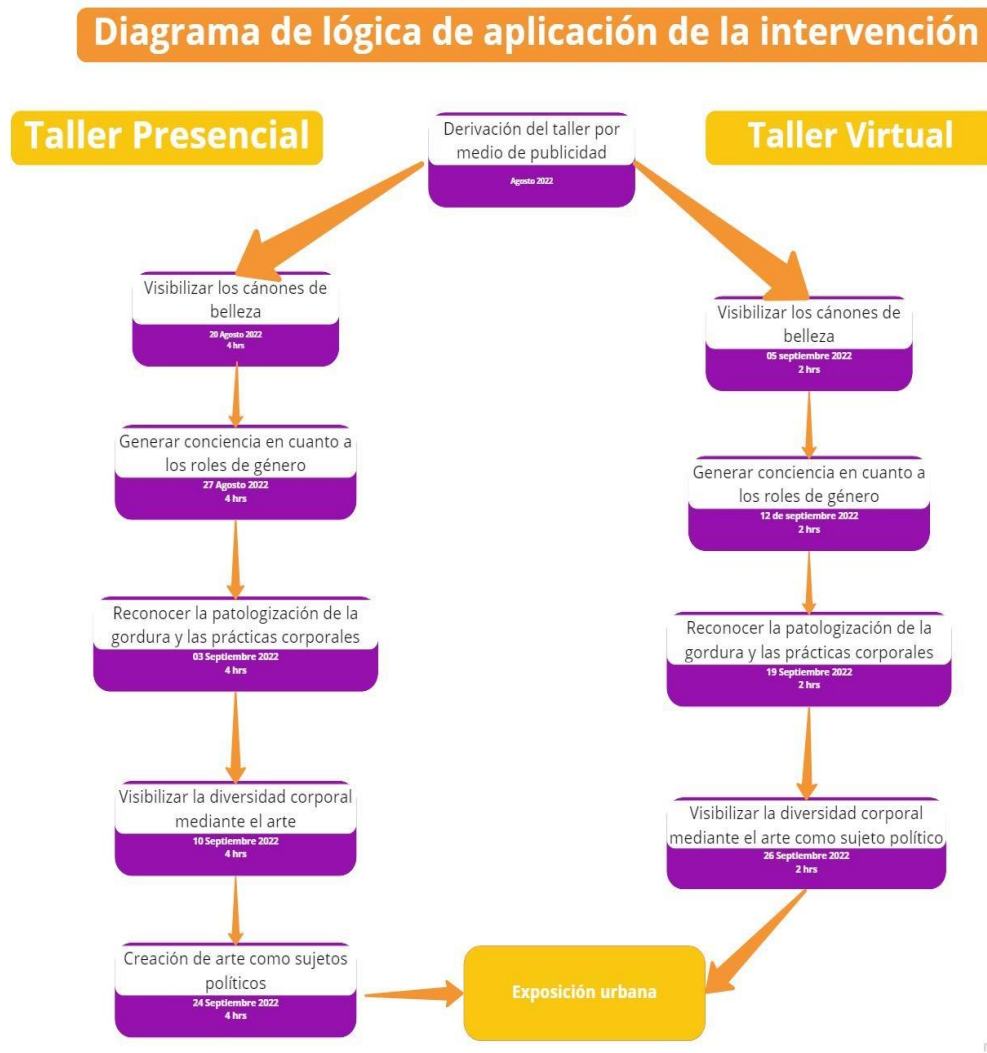 Diagrama de lógica de aplicación de la intervención
Taller Presencial
Derivación del taller por
medio de publicidad
Agosto 2022
Taller Virtual
Visibilizar los cánones de
belleza
20 Agosto 2022
4 hrs
Generar conciencia en cuanto a
los roles de género
27 Agosto 2022
4 hrs
Reconocer la patologización de la
gordura y las prácticas corporales
03 Septiembre 2022
4 hrs
Visibilizar la diversidad corporal
mediante el arte
10 Septiembre 2022
4 hrs
Creación de arte como sujetos
políticos
24 Septiembre 2022
4 hrs
Visibilizar los cánones de
belleza
05 septiembre 2022
2 hrs
Generar conciencia en cuanto a
los roles de género
12 de septiembre 2022
2 hrs
Reconocer la patologización de la
gordura y las prácticas corporales
19 Septiembre 2022
2 hrs
Visibilizar la diversidad corporal
mediante el arte como sujeto político
26 Septiembre 2022
2 hrs
Exposición urbana